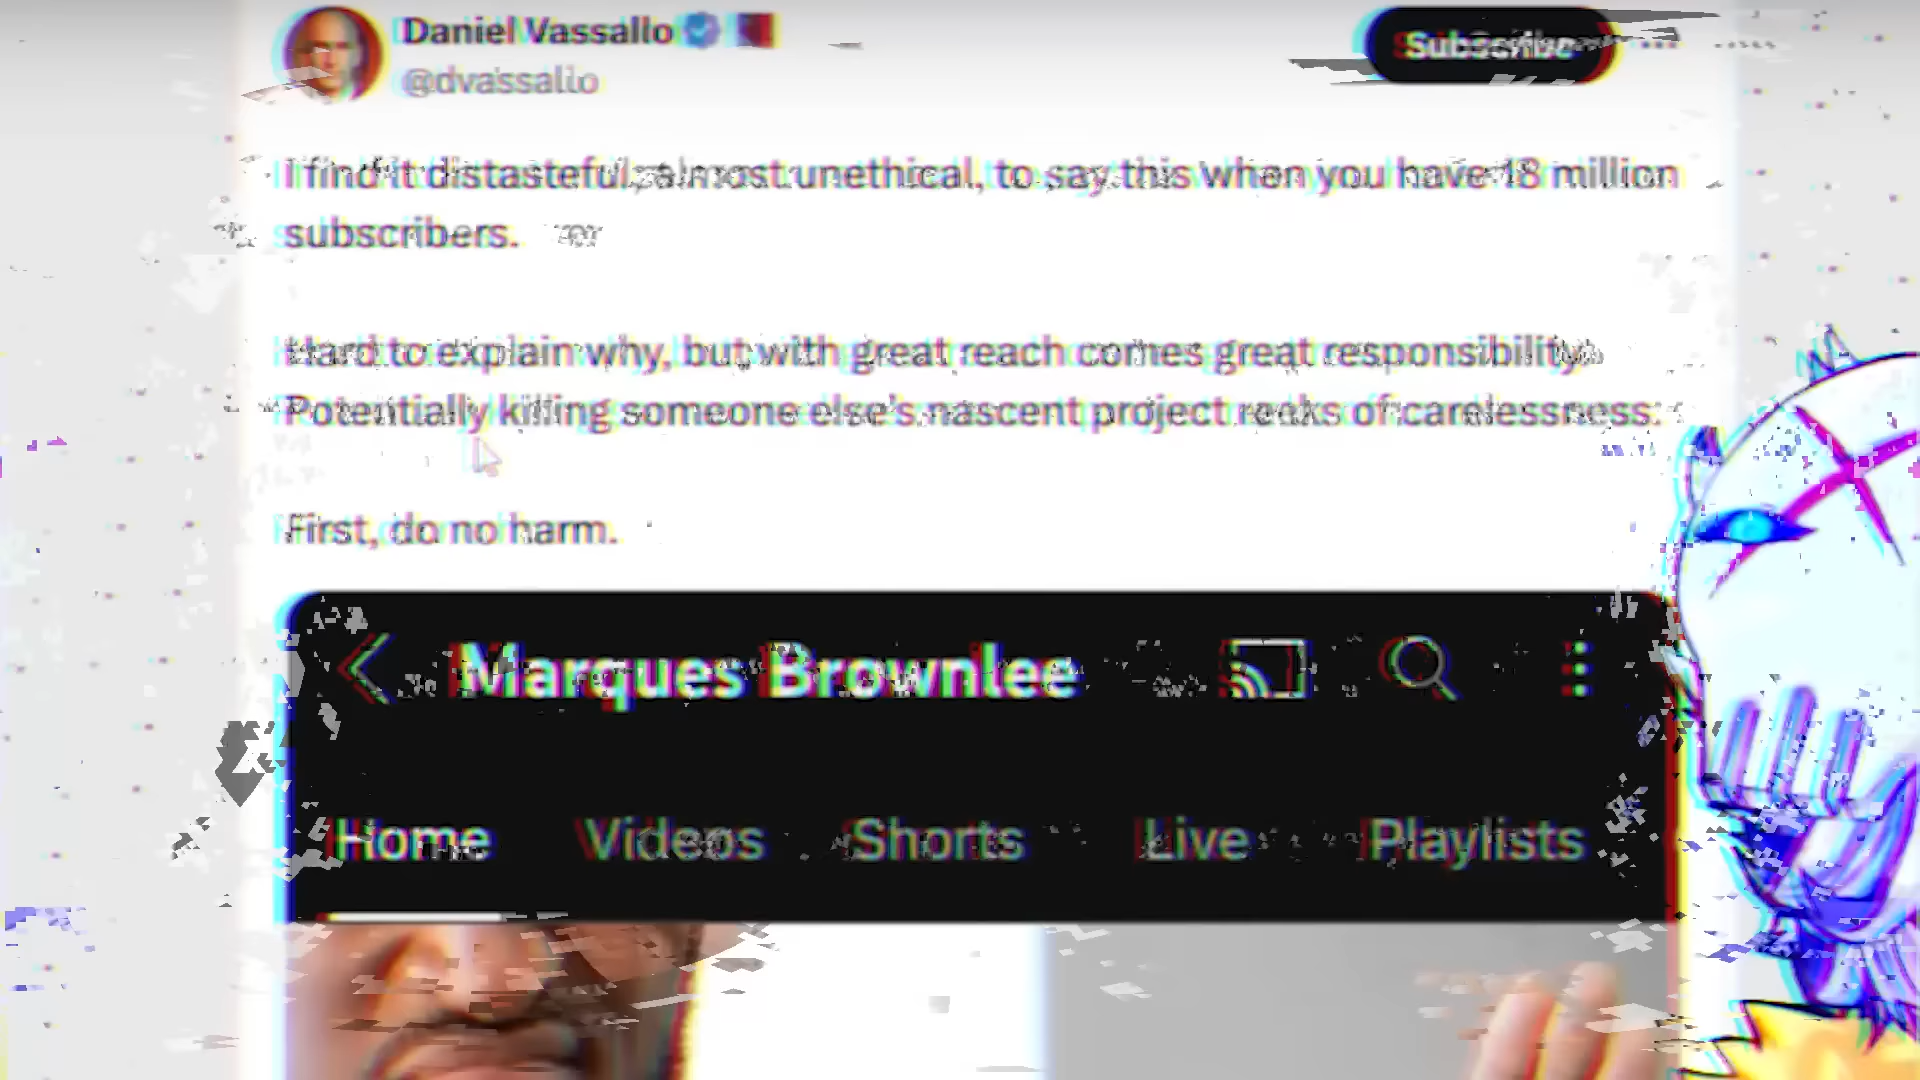 Daniel Vassallo
Subscribe
@dvassallo
I find it distasteful, almost unethical, to say this when you have 18 million
subscribers.
Hard to explain why, but with great reach comes great responsibility.
Potentially killing someone else's nascent project reeks of carelessness.
First, do no harm.
Marques Brownlee
Home Videos Shorts Live Playlists